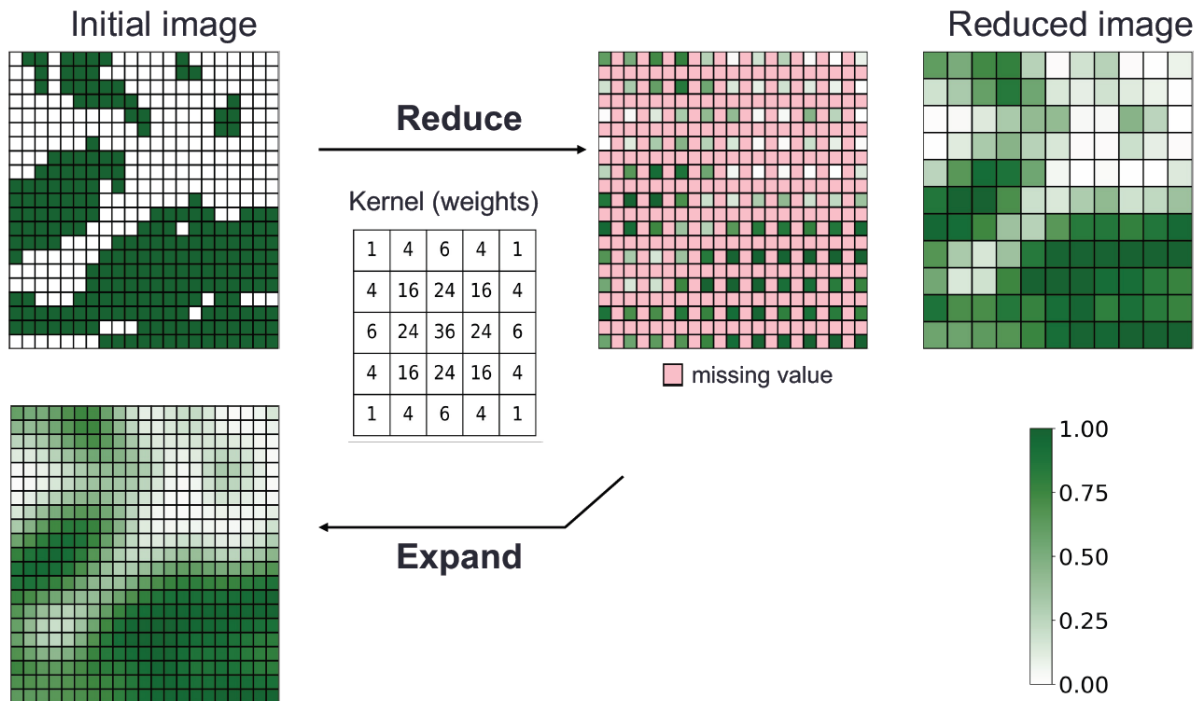 Initial image
Reduced image
Reduce
Kernel (weights)
1 4 6 4 1
4 16 24 16 4
6 24 36 24 6
4 16 24 16 4
1 4 6 4 1
missing value
Expand
1.00
0.75
0.50
0.25
0.00